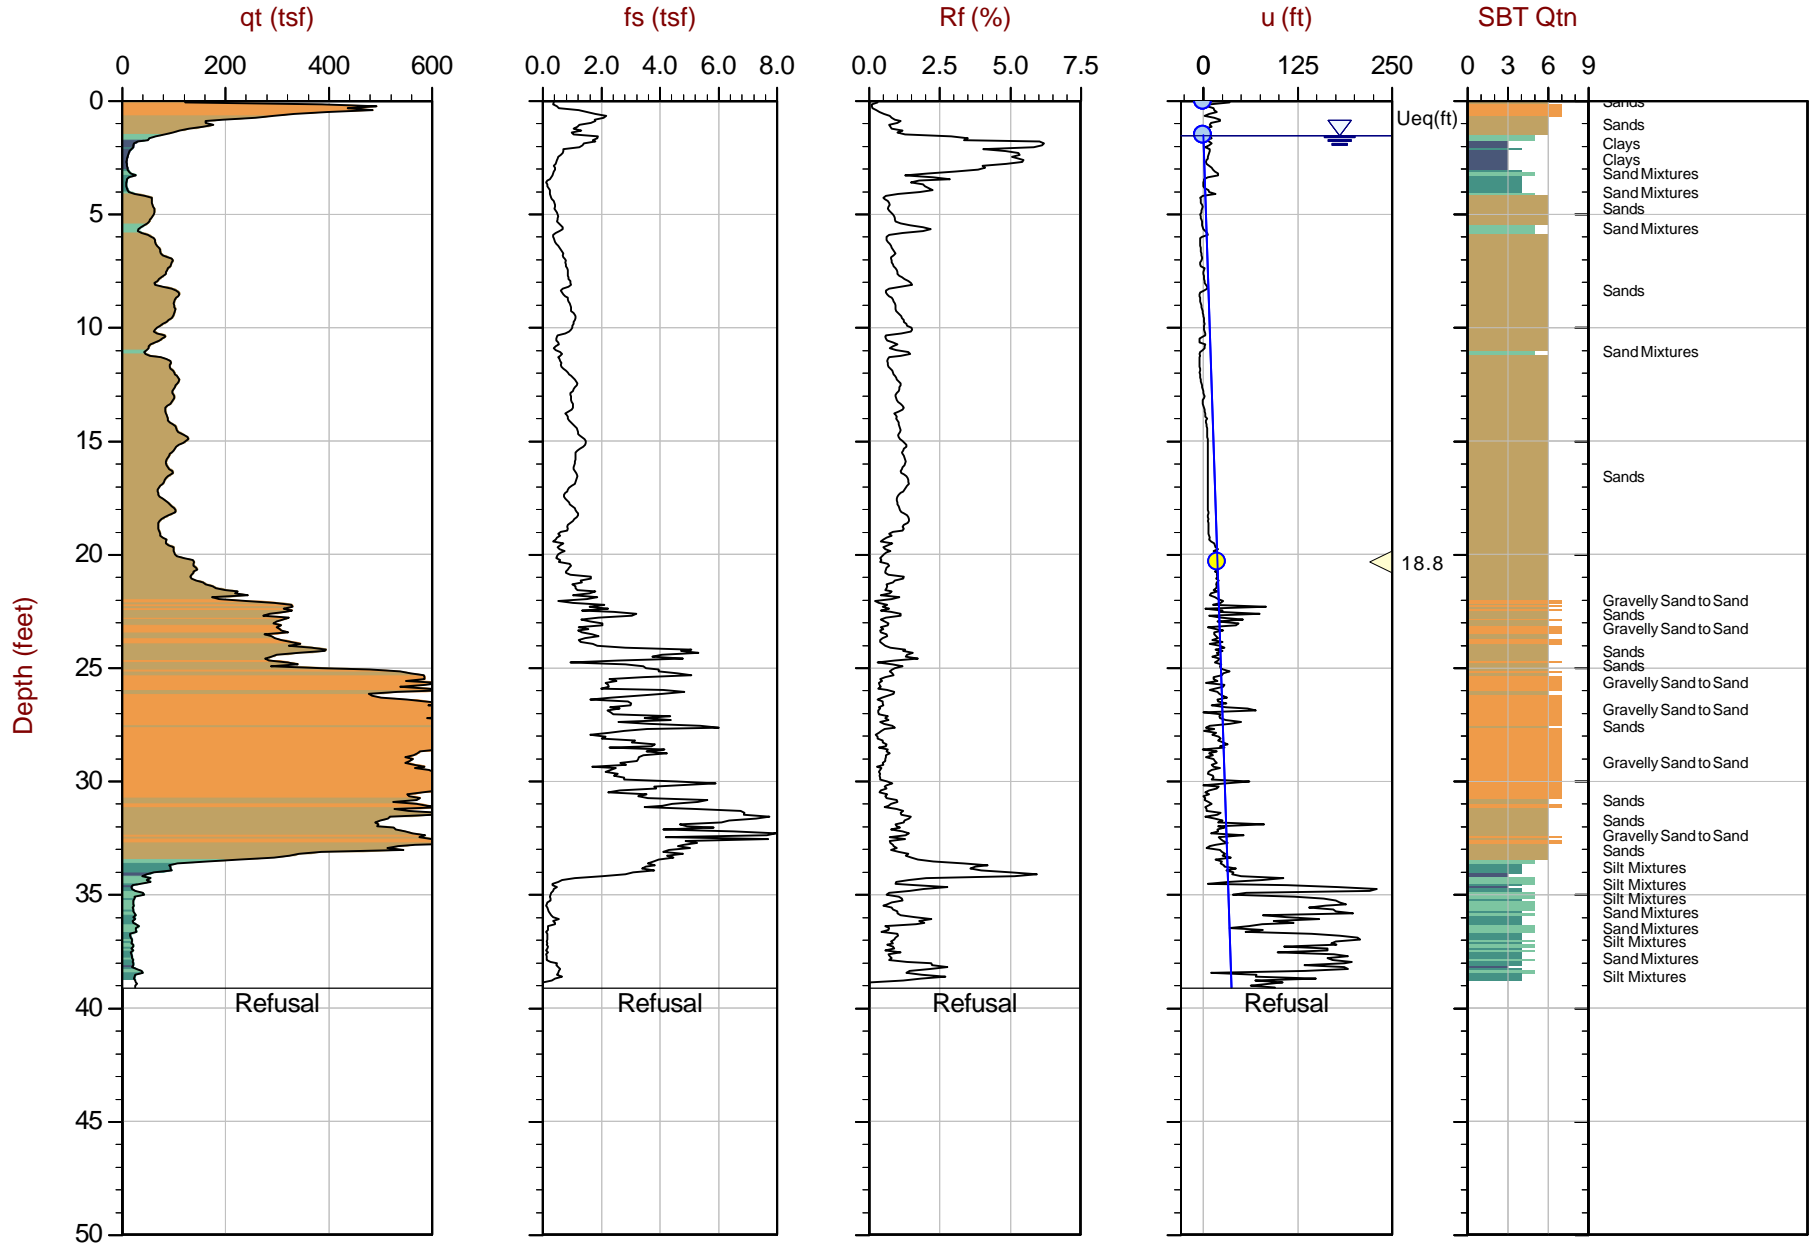 qt (tsf)
fs (tsf)
Rf (%)
u (ft)
SBT Qtn
0 200 400 600
0.0 2.0 4.0 6.0 8.0
0.0 2.5 5.0 7.5
0 125 250
0 3 6 9
Depth (feet)
0
5
10
15
20
25
30
35
40
45
50
Ueq(ft)
18.8
Sands
Sands
Clays
Clays
Sand Mixtures
Sand Mixtures
Sands
Sand Mixtures
Sands
Sand Mixtures
Sands
Gravelly Sand to Sand
Sands
Gravelly Sand to Sand
Sands
Sands
Gravelly Sand to Sand
Gravelly Sand to Sand
Sands
Gravelly Sand to Sand
Sands
Sands
Gravelly Sand to Sand
Sands
Silt Mixtures
Silt Mixtures
Silt Mixtures
Sand Mixtures
Sand Mixtures
Silt Mixtures
Sand Mixtures
Silt Mixtures
Refusal
Refusal
Refusal
Refusal